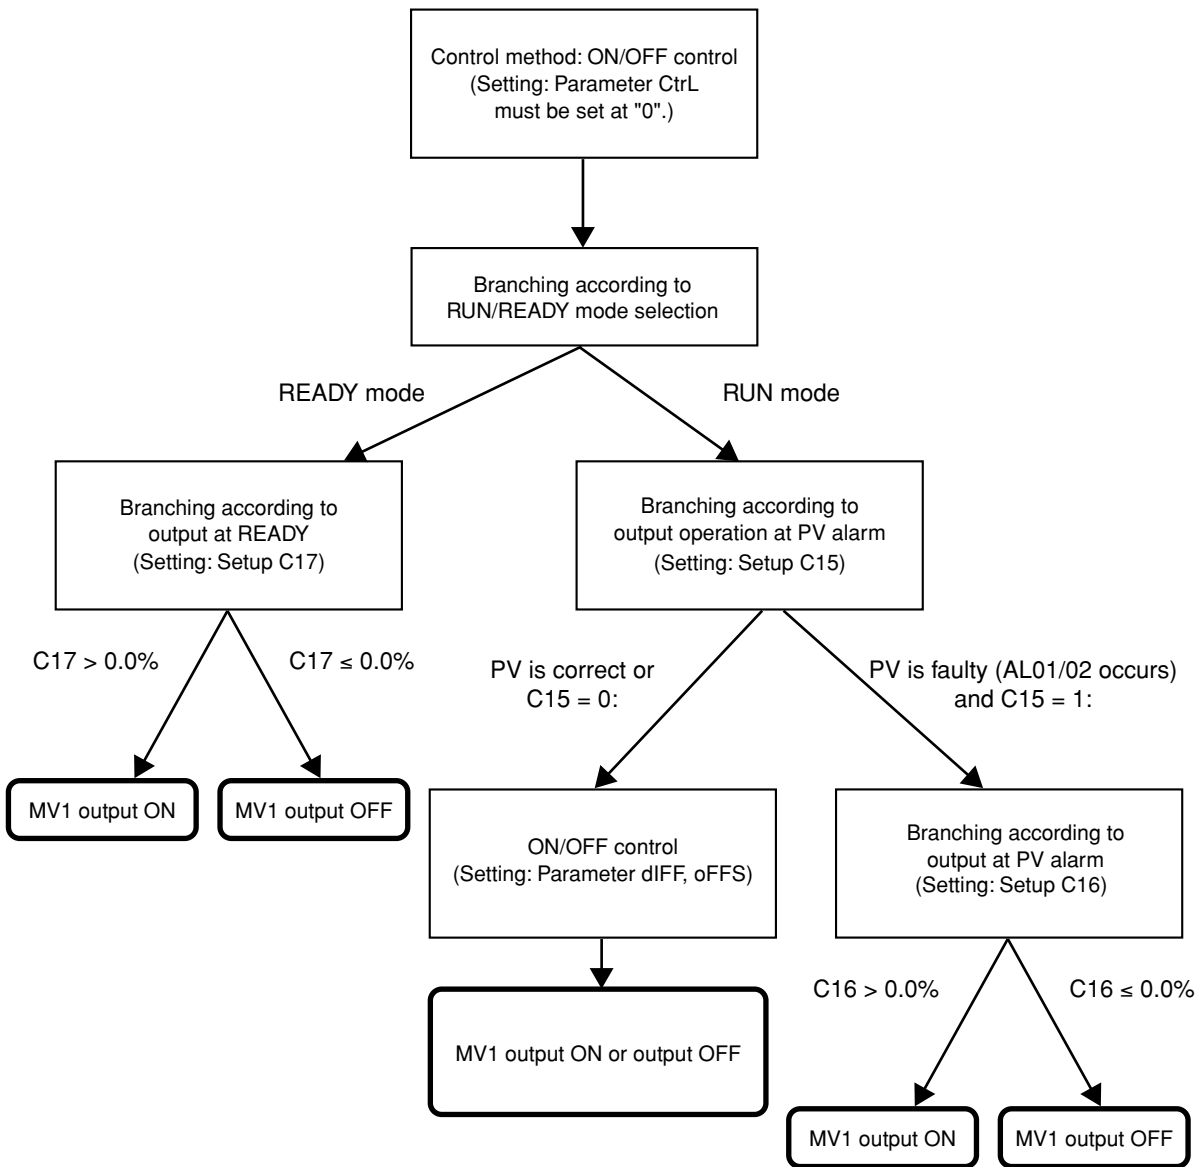 Control method: ON/OFF control
(Setting: Parameter CtrL
must be set at "0".)
Branching according to
RUN/READY mode selection
READY mode
RUN mode
Branching according to
output at READY
(Setting: Setup C17)
Branching according to
output operation at PV alarm
(Setting: Setup C15)
C17 > 0.0%
C17 ≤ 0.0%
PV is correct or
C15 = 0:
PV is faulty (AL01/02 occurs)
and C15 = 1:
MV1 output ON
MV1 output OFF
ON/OFF control
(Setting: Parameter dIFF, oFFS)
Branching according to
output at PV alarm
(Setting: Setup C16)
C16 > 0.0%
C16 ≤ 0.0%
MV1 output ON or output OFF
MV1 output ON
MV1 output OFF